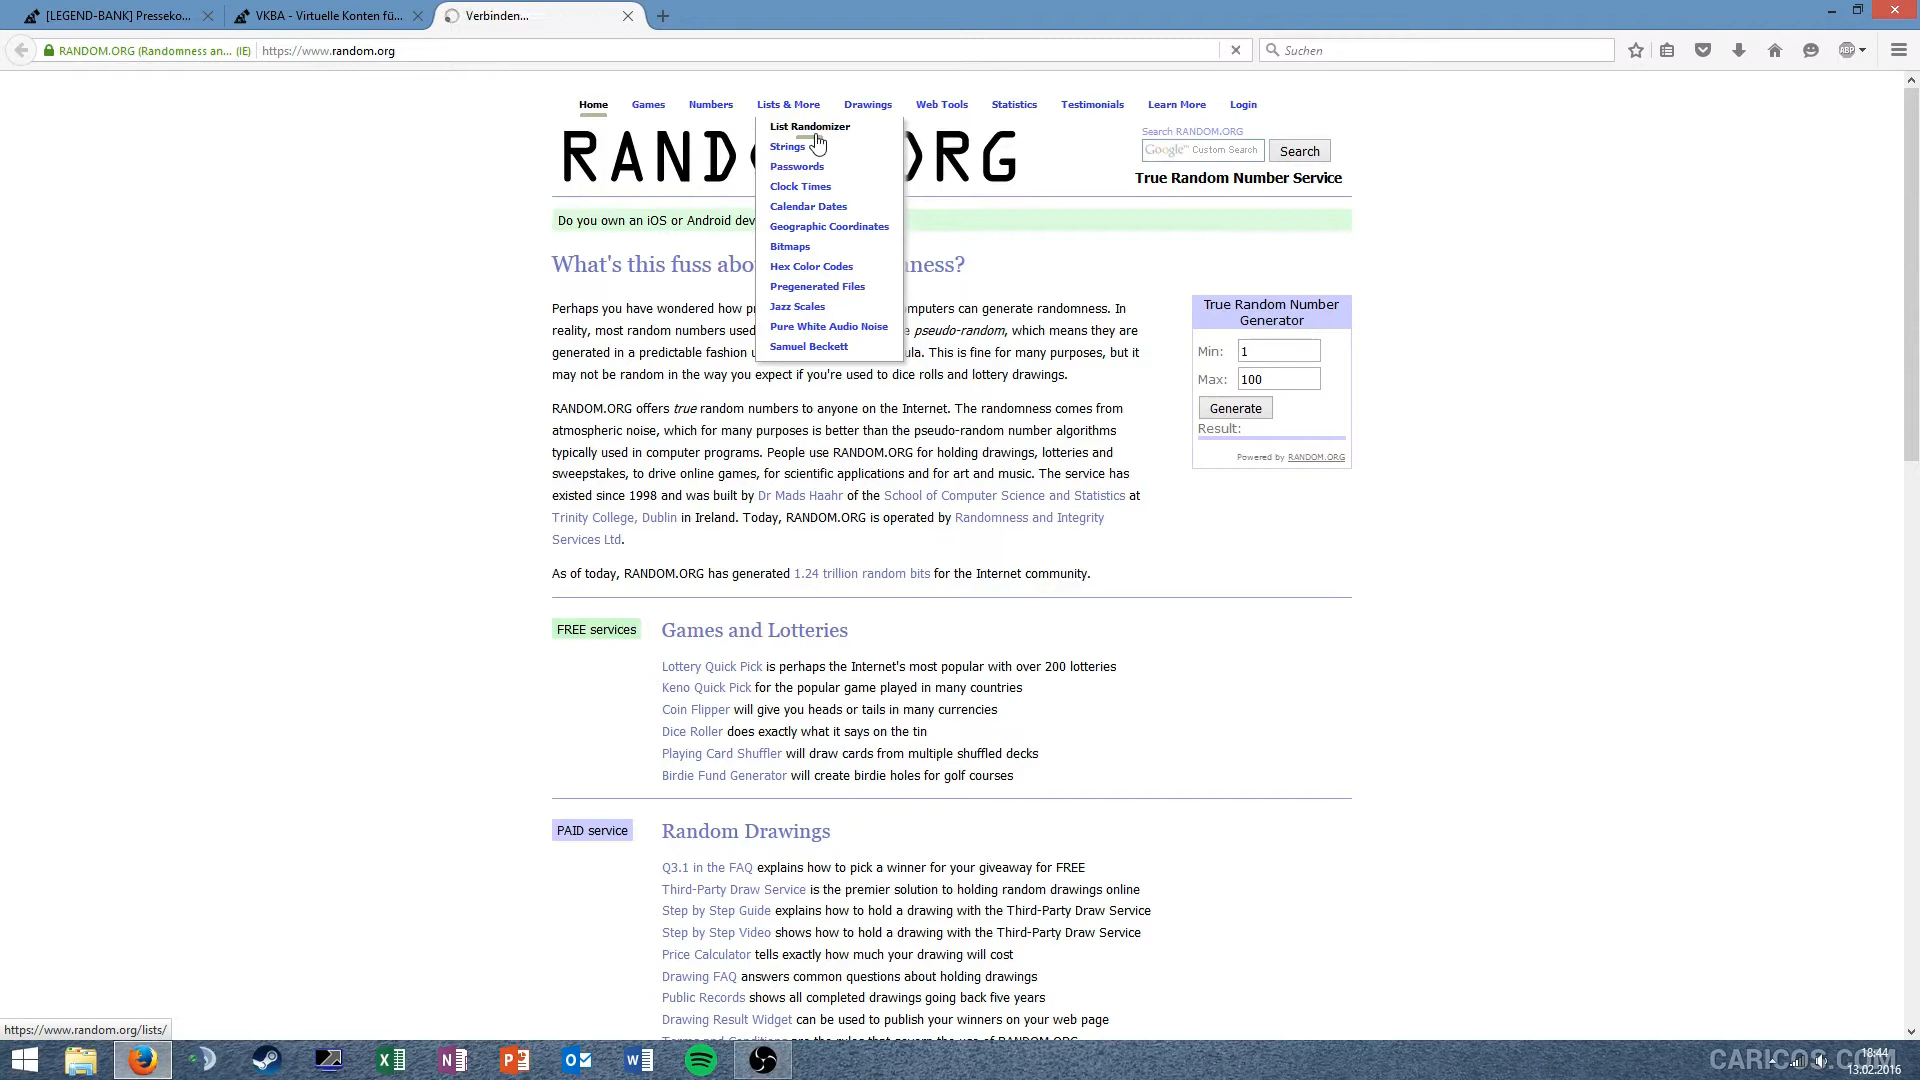 [LEGEND-BANK] Presseko...
VKBA - Virtuelle Konten fü...
Verbinden...
RANDOM.ORG (Randomness an... (IE)
https://www.random.org
Suchen
ABP
Home Games Numbers Lists & More Drawings Web Tools Statistics Testimonials Learn More Login
List Randomizer
Strings
Passwords
Clock Times
Calendar Dates
Geographic Coordinates
Bitmaps
Hex Color Codes
Pregenerated Files
Jazz Scales
Pure White Audio Noise
Samuel Beckett
Search RANDOM.ORG
Google™ Custom Search
Search
True Random Number Service
Do you own an iOS or Android
What's this fuss
Perhaps you have wondered how computers can generate randomness. In
reality, most random numbers used pseudo-random, which means they are
generated in a predictable fashion This is fine for many purposes, but it
may not be random in the way you expect if you're used to dice rolls and lottery drawings.
RANDOM.ORG offers true random numbers to anyone on the Internet. The randomness comes from
atmospheric noise, which for many purposes is better than the pseudo-random number algorithms
typically used in computer programs. People use RANDOM.ORG for holding drawings, lotteries and
sweepstakes, to drive online games, for scientific applications and for art and music. The service has
existed since 1998 and was built by Dr Mads Haahr of the School of Computer Science and Statistics at
Trinity College, Dublin in Ireland. Today, RANDOM.ORG is operated by Randomness and Integrity
Services Ltd.
As of today, RANDOM.ORG has generated 1.24 trillion random bits for the Internet community.
True Random Number
Generator
Min: 1
Max: 100
Generate
Result:
Powered by RANDOM.ORG
FREE services
Games and Lotteries
Lottery Quick Pick is perhaps the Internet's most popular with over 200 lotteries
Keno Quick Pick for the popular game played in many countries
Coin Flipper will give you heads or tails in many currencies
Dice Roller does exactly what it says on the tin
Playing Card Shuffler will draw cards from multiple shuffled decks
Birdie Fund Generator will create birdie holes for golf courses
PAID service
Random Drawings
Q3.1 in the FAQ explains how to pick a winner for your giveaway for FREE
Third-Party Draw Service is the premier solution to holding random drawings online
Step by Step Guide explains how to hold a drawing with the Third-Party Draw Service
Step by Step Video shows how to hold a drawing with the Third-Party Draw Service
Price Calculator tells exactly how much your drawing will cost
Drawing FAQ answers common questions about holding drawings
Public Records shows all completed drawings going back five years
Drawing Result Widget can be used to publish your winners on your web page
https://www.random.org/lists/
CARICOS.COM
18:44
13.02.2016